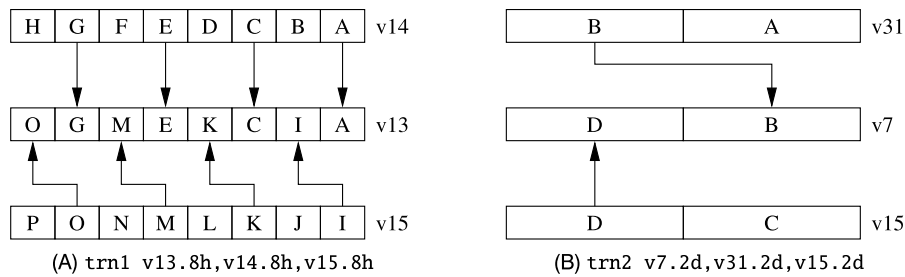 H G F E D C B A v14
B A v31
O G M E K C I A v13
D B v7
P O N M L K J I v15
D C v15
(A) trn1 v13.8h,v14.8h,v15.8h
(B) trn2 v7.2d,v31.2d,v15.2d